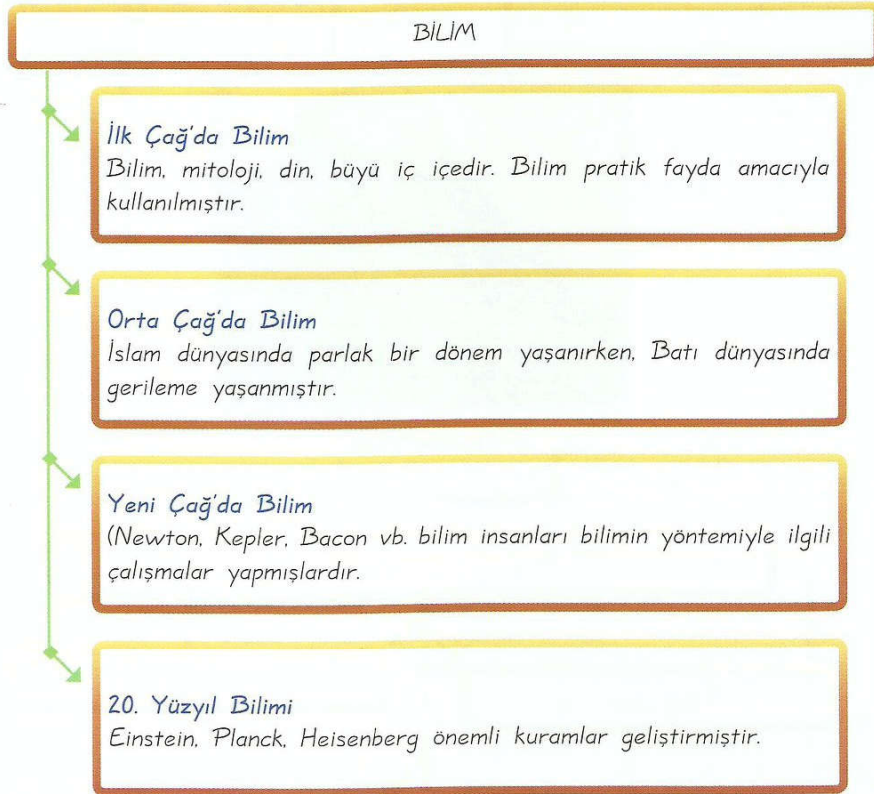 BİLİM
İlk Çağ'da Bilim
Bilim, mitoloji, din, büyü iç içedir. Bilim pratik fayda amacıyla
kullanılmıştır.
Orta Çağ'da Bilim
İslam dünyasında parlak bir dönem yaşanırken, Batı dünyasında
gerileme yaşanmıştır.
Yeni Çağ'da Bilim
(Newton, Kepler, Bacon vb. bilim insanları bilimin yöntemiyle ilgili
çalışmalar yapmışlardır.
20. Yüzyıl Bilimi
Einstein, Planck, Heisenberg önemli kuramlar geliştirmiştir.